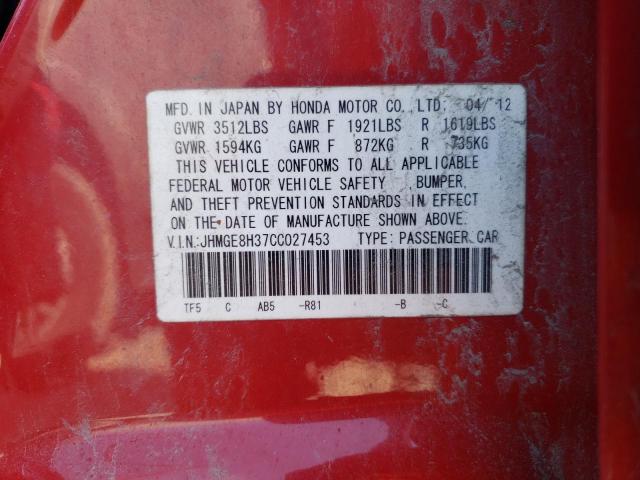 MFD. IN JAPAN BY HONDA MOTOR CO., LTD. 04/ 12
GVWR 3512LBS GAWR F 1921LBS R 1619LBS
GVWR 1594KG GAWR F 872KG R 735KG
THIS VEHICLE CONFORMS TO ALL APPLICABLE
FEDERAL MOTOR VEHICLE SAFETY , BUMPER,
AND THEFT PREVENTION STANDARDS IN EFFECT
ON THE DATE OF MANUFACTURE SHOWN ABOVE.
V.I.N.:JHMGE8H37CC027453 TYPE: PASSENGER CAR
TF5 C AB5 -R81 -B -C